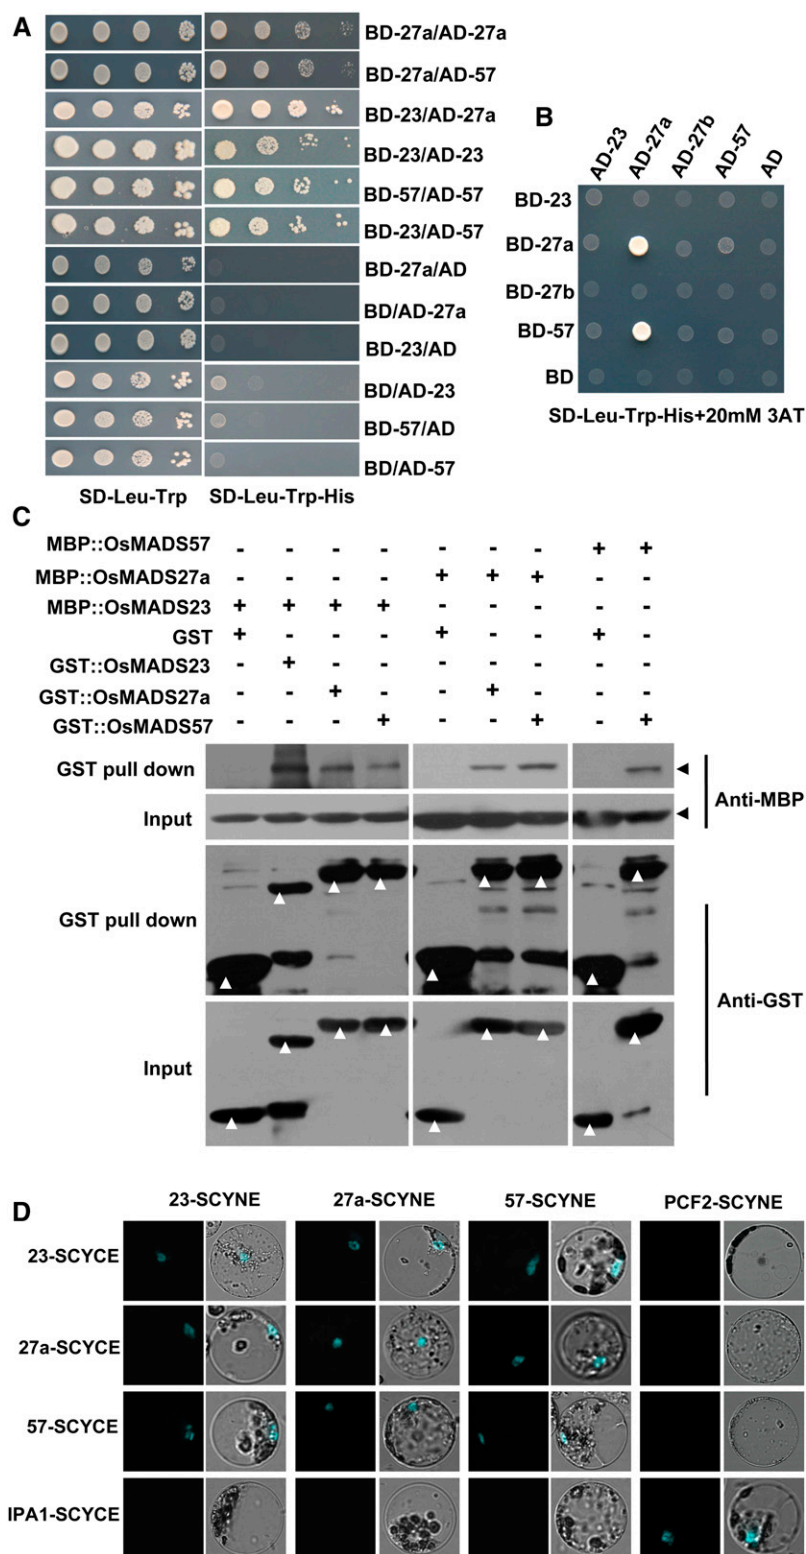 A
BD-27a/AD-27a
BD-27a/AD-57
BD-23/AD-27a
BD-23/AD-23
BD-57/AD-57
BD-23/AD-57
BD-27a/AD
BD/AD-27a
BD-23/AD
BD/AD-23
BD-57/AD
BD/AD-57
SD-Leu-Trp SD-Leu-Trp-His
B
AD-23 AD-27a AD-27b AD-57 AD
BD-23
BD-27a
BD-27b
BD-57
BD
SD-Leu-Trp-His+20mM 3AT
C
MBP::OsMADS57 - - - - - - - + +
MBP::OsMADS27a - - - - + + + - -
MBP::OsMADS23 + + + + - - - - -
GST + - - - + - - + -
GST::OsMADS23 - + - - - - - - -
GST::OsMADS27a - - + - - + - - -
GST::OsMADS57 - - - + - - + - +
GST pull down
Input
Anti-MBP
GST pull down
Input
Anti-GST
D
23-SCYNE 27a-SCYNE 57-SCYNE PCF2-SCYNE
23-SCYCE
27a-SCYCE
57-SCYCE
IPA1-SCYCE